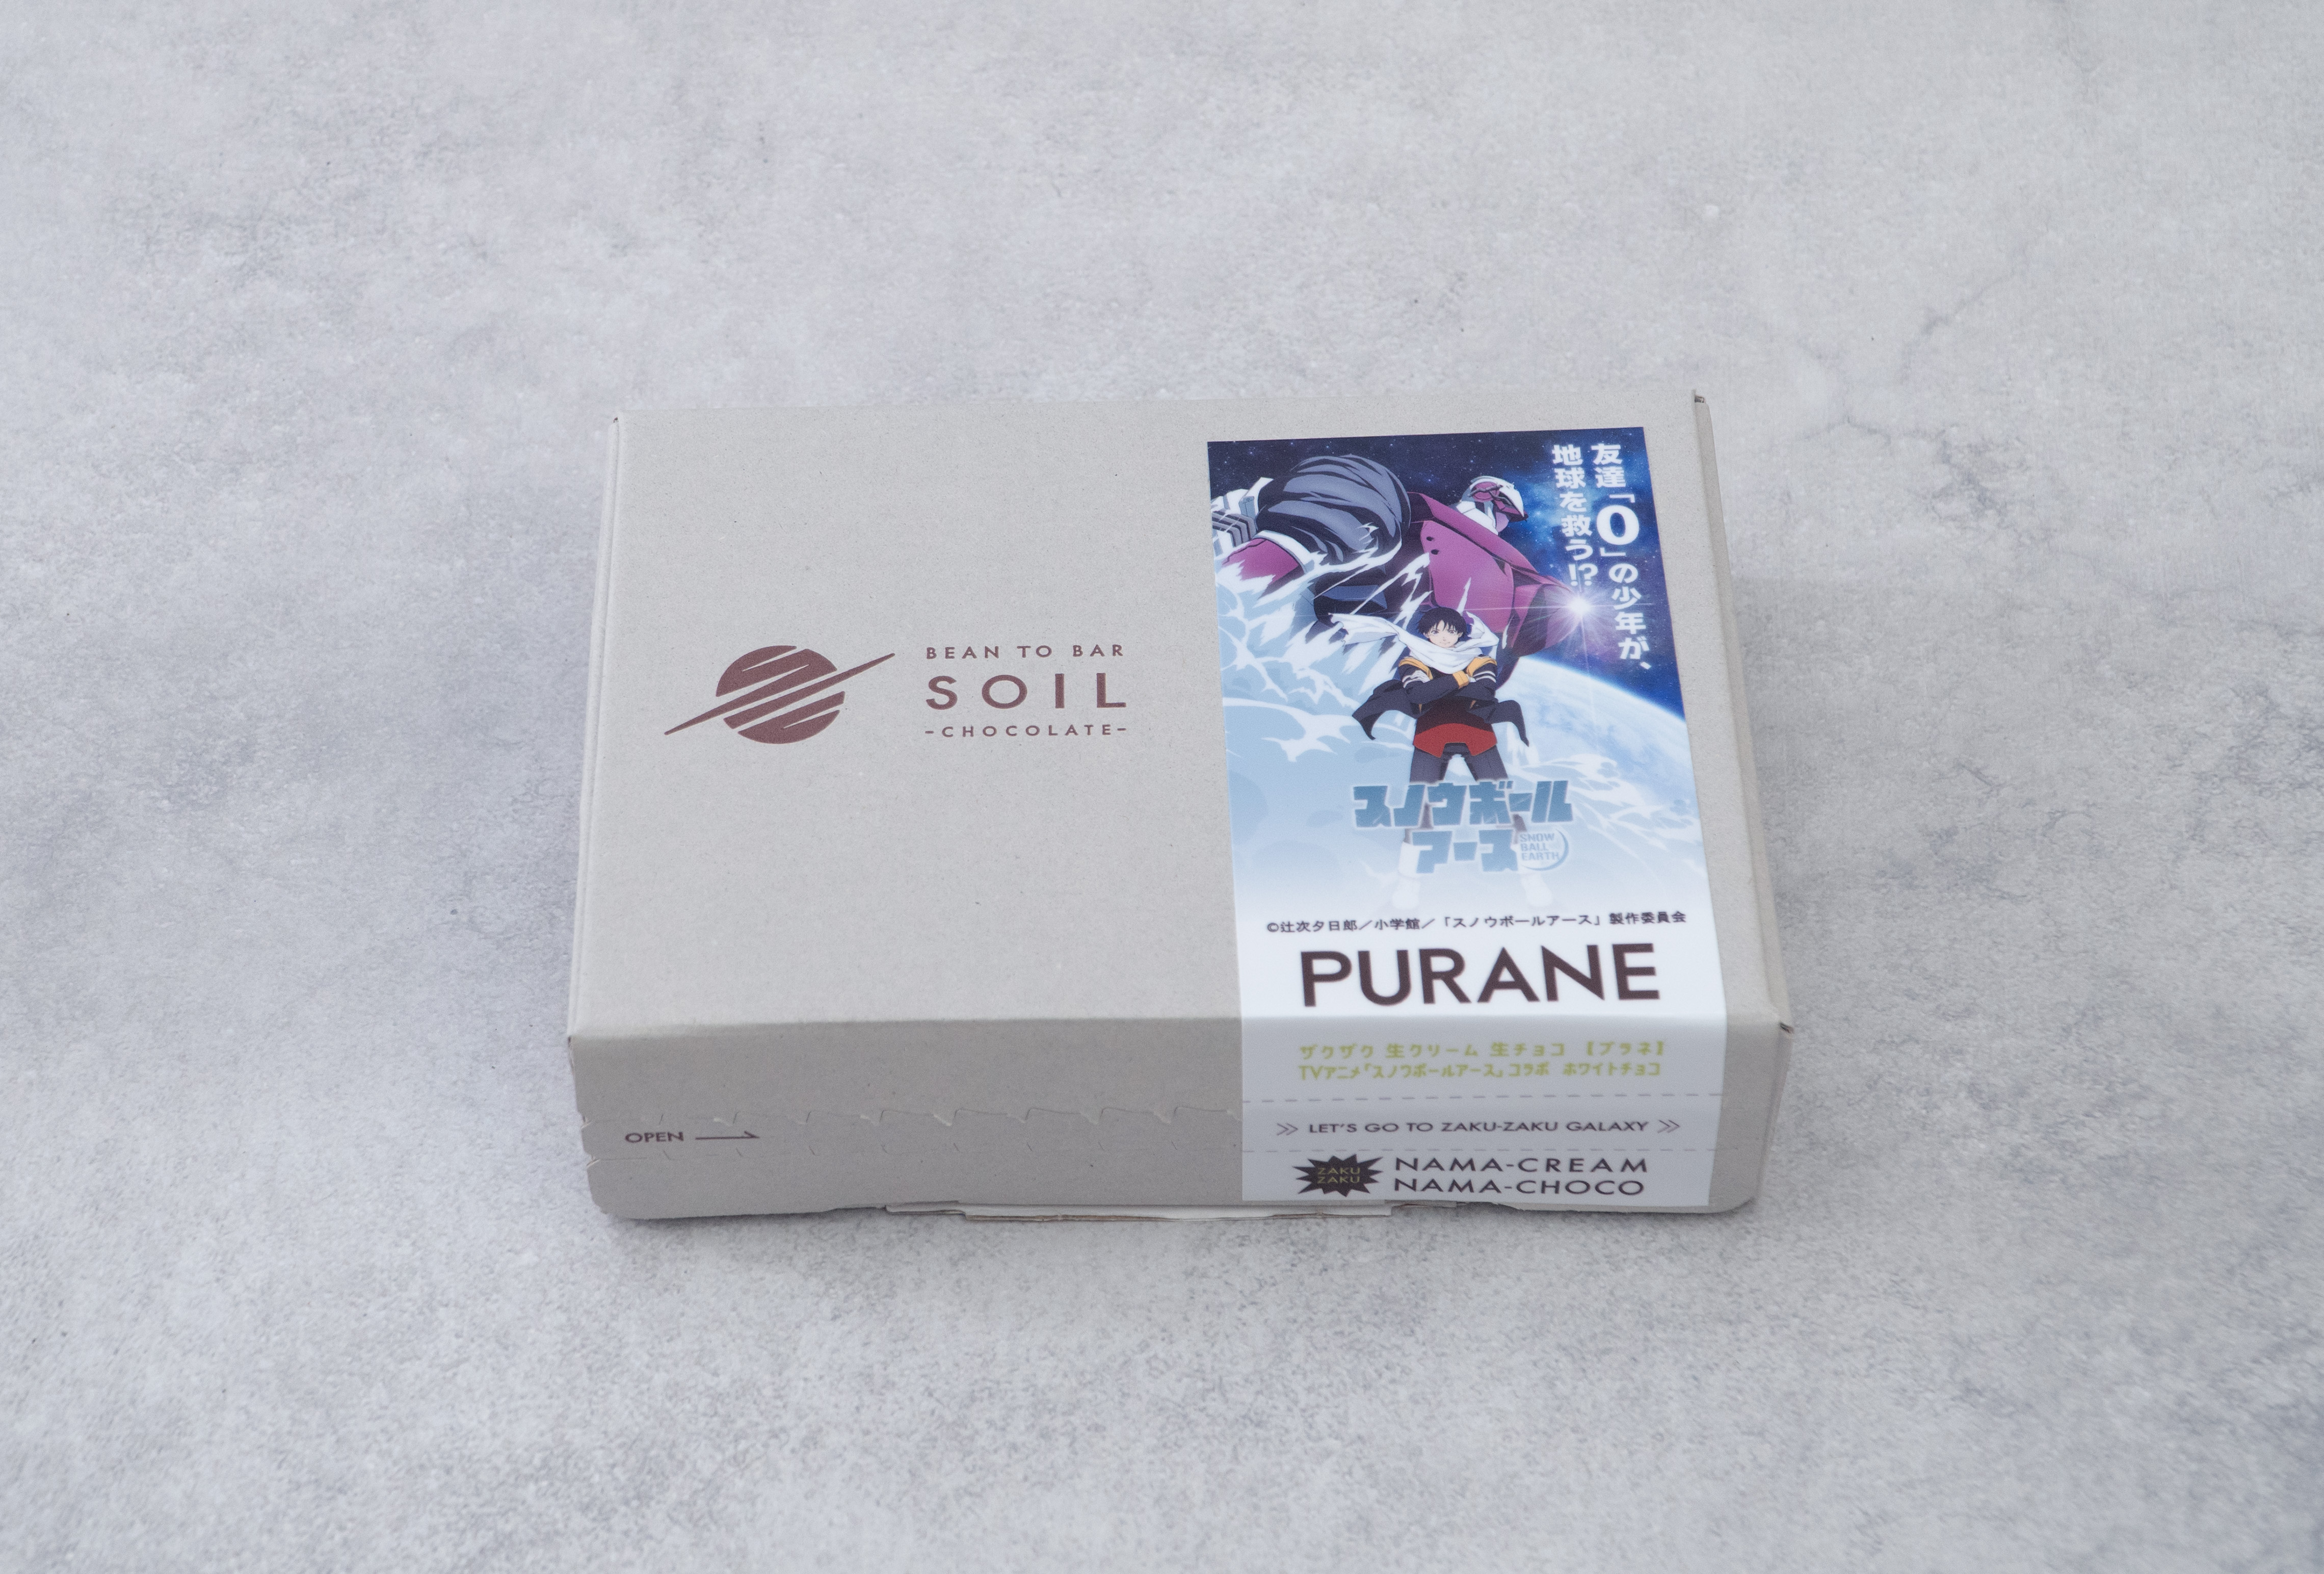 BEAN TO BAR
SOIL
-CHOCOLATE-
OPEN
友達「0」の少年が、
地球を救う!?
スノウボール
アース
SNOW
BALL
EARTH
©辻次夕日郎／小学館／「スノウボールアース」製作委員会
PURANE
ザクザク 生クリーム 生チョコ 【プラネ】
TVアニメ「スノウボールアース」コラボ ホワイトチョコ
>> LET'S GO TO ZAKU-ZAKU GALAXY >>
ZAKU
ZAKU
NAMA-CREAM
NAMA-CHOCO